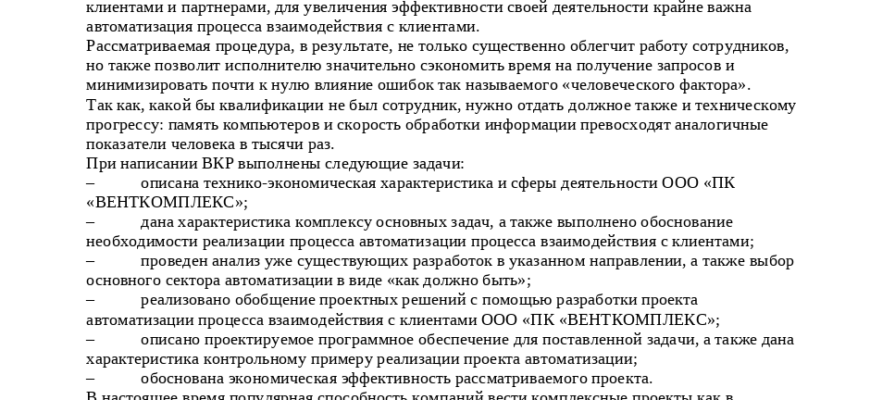 клиентами и партнерами, для увеличения эффективности своей деятельности крайне важна
автоматизация процесса взаимодействия с клиентами.
Рассматриваемая процедура, в результате, не только существенно облегчит работу сотрудников,
но также позволит исполнителю значительно сэкономить время на получение запросов и
минимизировать почти к нулю влияние ошибок так называемого «человеческого фактора».
Так как, какой бы квалификации не был сотрудник, нужно отдать должное также и техническому
прогрессу: память компьютеров и скорость обработки информации превосходят аналогичные
показатели человека в тысячи раз.
При написании ВКР выполнены следующие задачи:
– описана технико-экономическая характеристика и сферы деятельности ООО «ПК
«ВЕНТКОМПЛЕКС»;
– дана характеристика комплексу основных задач, а также выполнено обоснование
необходимости реализации процесса автоматизации процесса взаимодействия с клиентами;
– проведен анализ уже существующих разработок в указанном направлении, а также выбор
основного сектора автоматизации в виде «как должно быть»;
– реализовано обобщение проектных решений с помощью разработки проекта
автоматизации процесса взаимодействия с клиентами ООО «ПК «ВЕНТКОМПЛЕКС»;
– описано проектируемое программное обеспечение для поставленной задачи, а также дана
характеристика контрольному примеру реализации проекта автоматизации;
– обоснована экономическая эффективность рассматриваемого проекта.
В настоящее время популярная способность компаний вести комплексные проекты как в